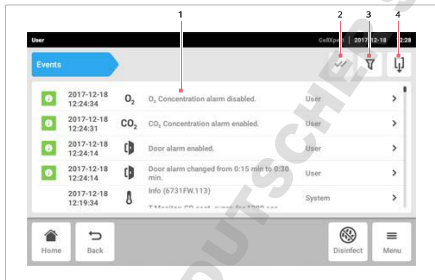 1 2 3 4
User CellXpert 2017-12-18 12:28
Events
2017-12-18
12:24:34 O₂ O₂ Concentration alarm disabled. User
2017-12-18
12:24:31 CO₂ CO₂ Concentration alarm enabled. User
2017-12-18
12:24:14 Door alarm enabled. User
2017-12-18
12:24:14 Door alarm changed from 0:15 min to 0:30
min. User
2017-12-18
12:19:34 Info (6731FW.113) System
Home Back Disinfect Menu